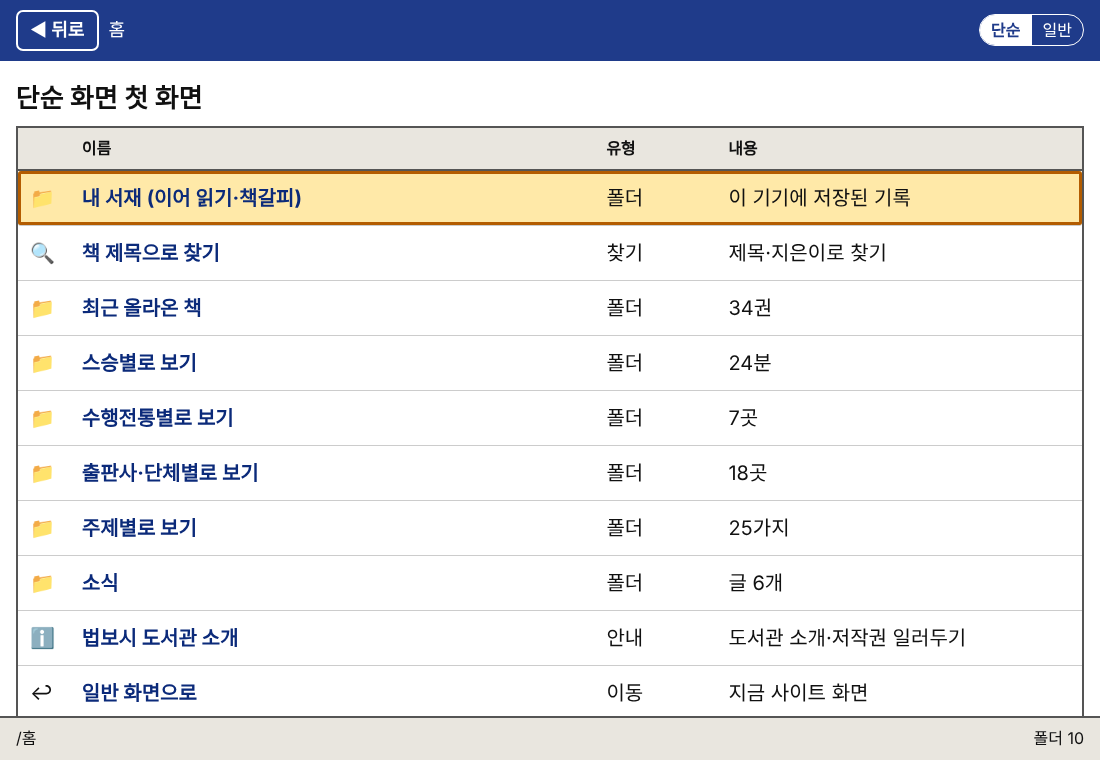 ◀ 뒤로 홈 단순 일반
단순 화면 첫 화면
이름 유형 내용
내 서재 (이어 읽기·책갈피) 폴더 이 기기에 저장된 기록
책 제목으로 찾기 찾기 제목·지은이로 찾기
최근 올라온 책 폴더 34권
스승별로 보기 폴더 24분
수행전통별로 보기 폴더 7곳
출판사·단체별로 보기 폴더 18곳
주제별로 보기 폴더 25가지
소식 폴더 글 6개
법보시 도서관 소개 안내 도서관 소개·저작권 일러두기
일반 화면으로 이동 지금 사이트 화면
/홈 폴더 10